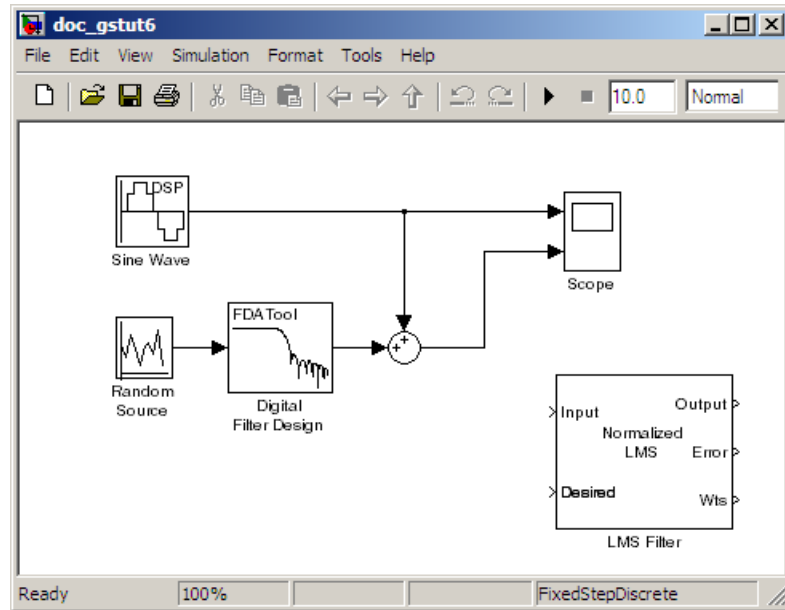 doc_gstut6
File Edit View Simulation Format Tools Help
10.0 Normal
DSP
Sine Wave
Scope
FDATool
Random
Source
Digital
Filter Design
++
Input
Output
Normalized
LMS
Error
Desired
Wts
LMS Filter
Ready 100% FixedStepDiscrete